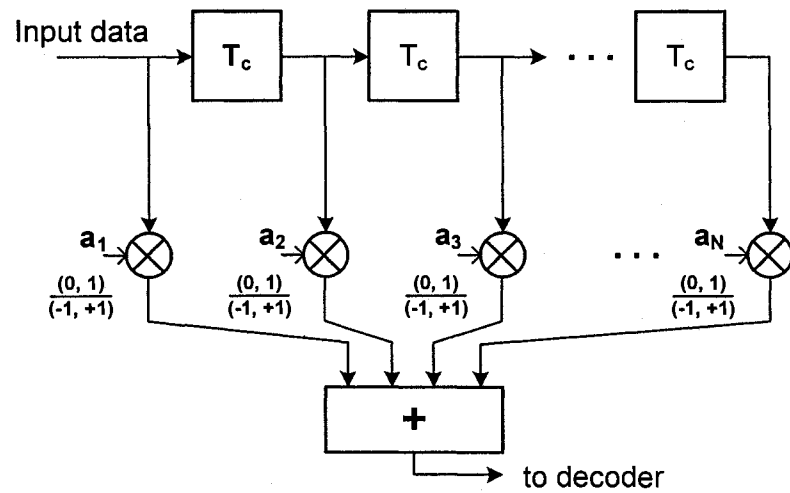 Input data
T_c T_c · · · T_c
a_1 a_2 a_3 · · · a_N
(0, 1) (0, 1) (0, 1) (0, 1)
(-1, +1) (-1, +1) (-1, +1) (-1, +1)
+
to decoder